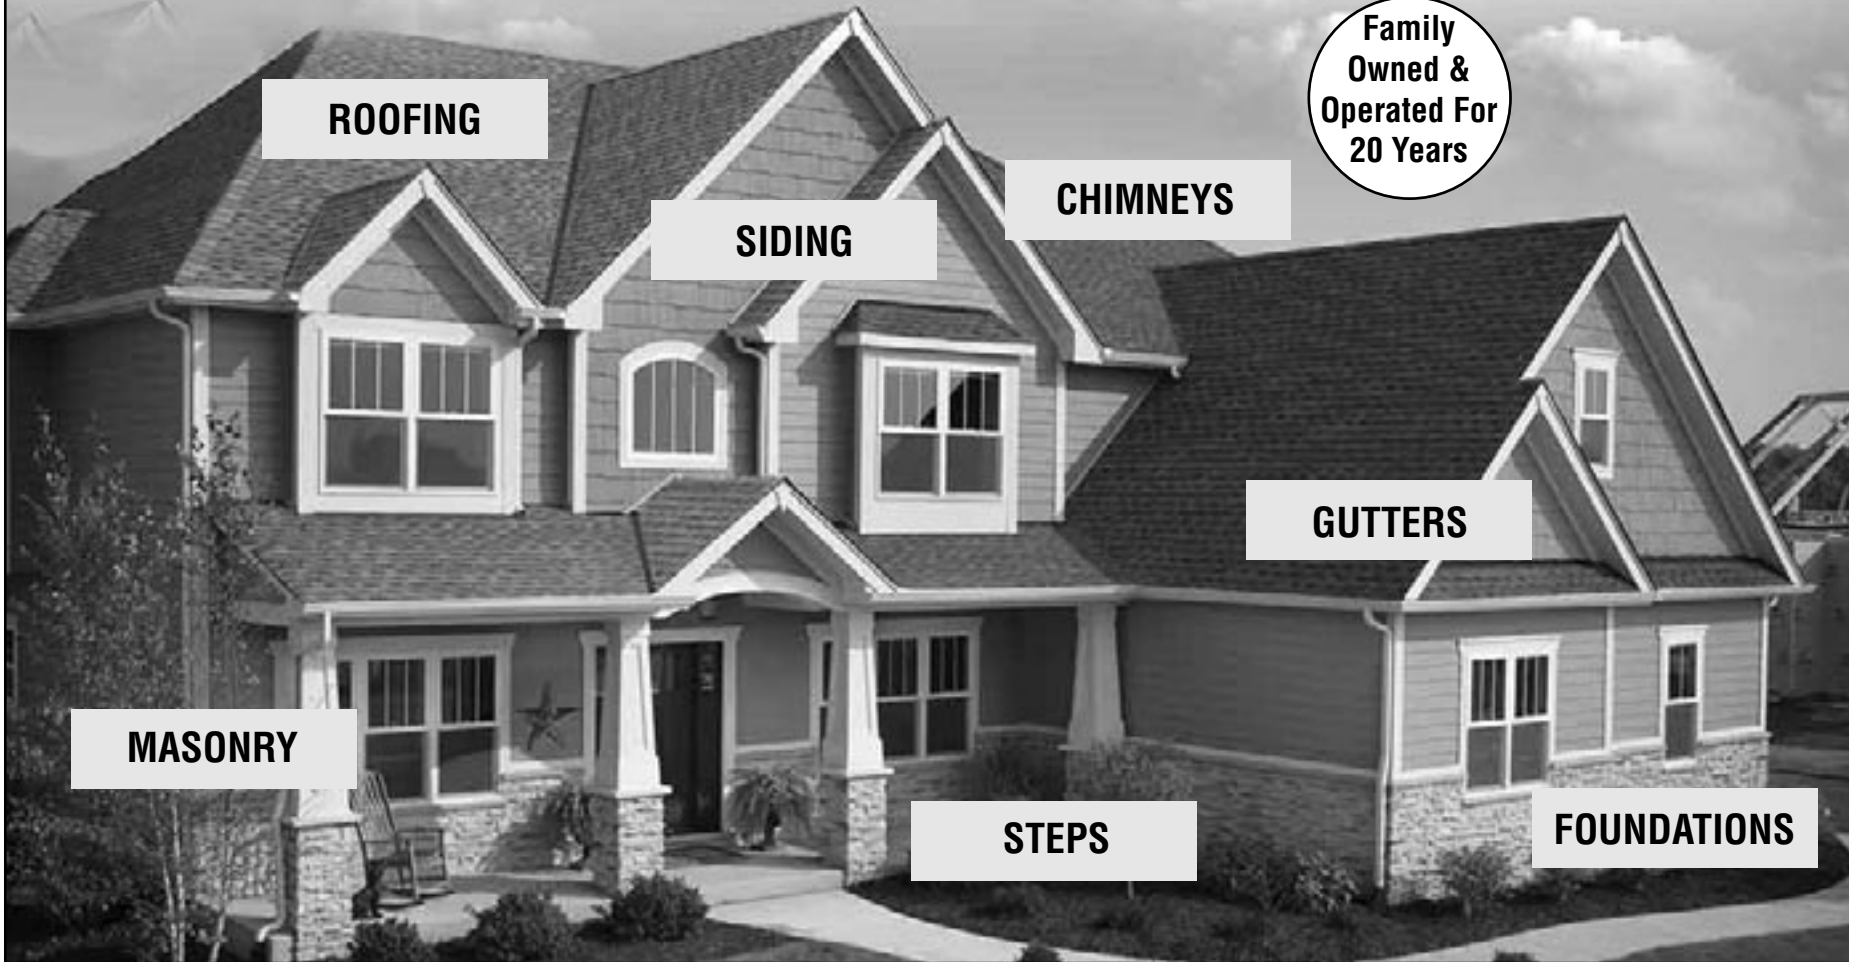 Family
Owned &
Operated For
20 Years
ROOFING
CHIMNEYS
SIDING
GUTTERS
MASONRY
STEPS
FOUNDATIONS